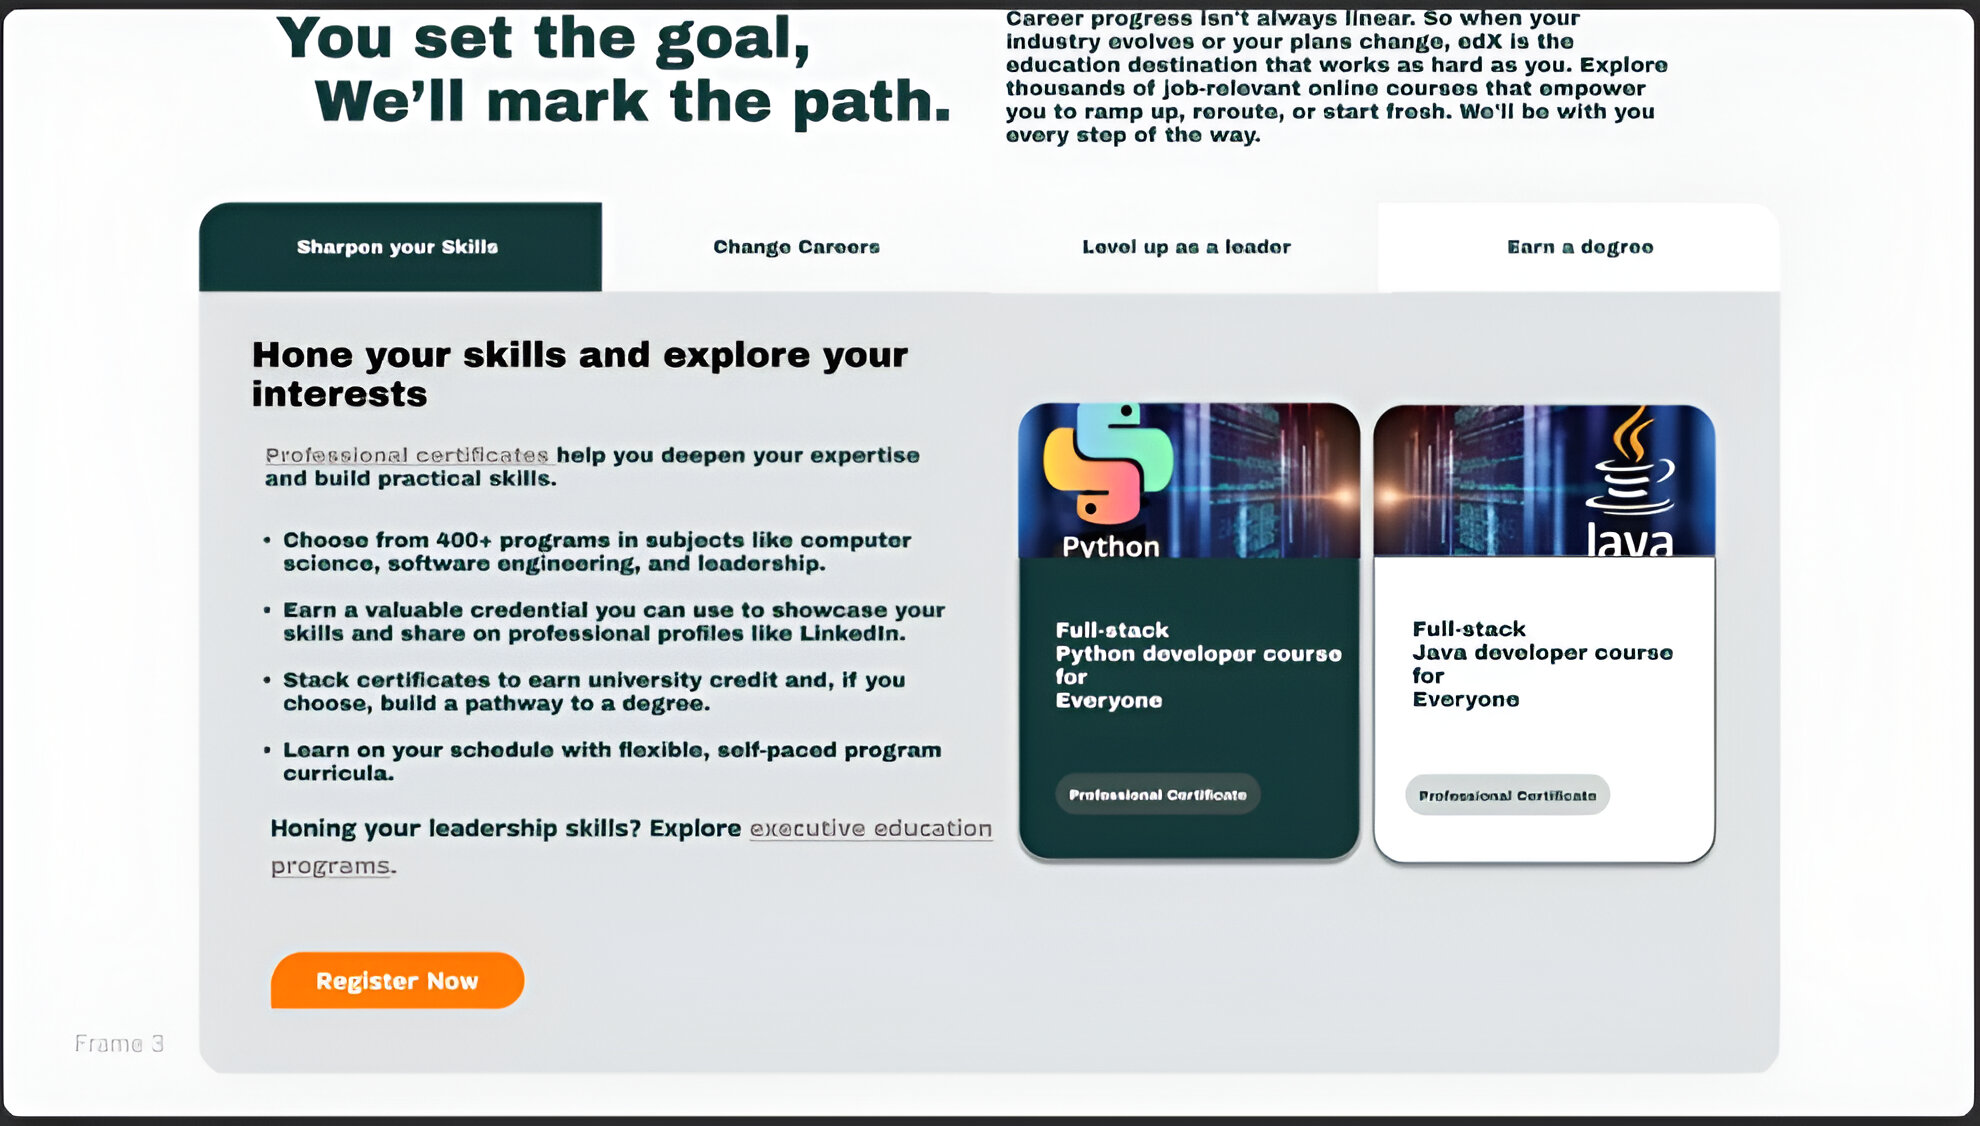 You set the goal,
We'll mark the path.
Career progress isn't always linear. So when your
industry evolves or your plans change, edX is the
education destination that works as hard as you. Explore
thousands of job-relevant online courses that empower
you to ramp up, reroute, or start fresh. We'll be with you
every step of the way.
Sharpen your Skills
Change Careers
Level up as a leader
Earn a degree
Hone your skills and explore your
interests
Professional certificates help you deepen your expertise
and build practical skills.
• Choose from 400+ programs in subjects like computer
science, software engineering, and leadership.
• Earn a valuable credential you can use to showcase your
skills and share on professional profiles like LinkedIn.
• Stack certificates to earn university credit and, if you
choose, build a pathway to a degree.
• Learn on your schedule with flexible, self-paced program
curricula.
Honing your leadership skills? Explore executive education
programs.
Register Now
Python
Full-stack
Python developer course
for
Everyone
Professional Certificate
Java
Full-stack
Java developer course
for
Everyone
Professional Certificate
Frame 3